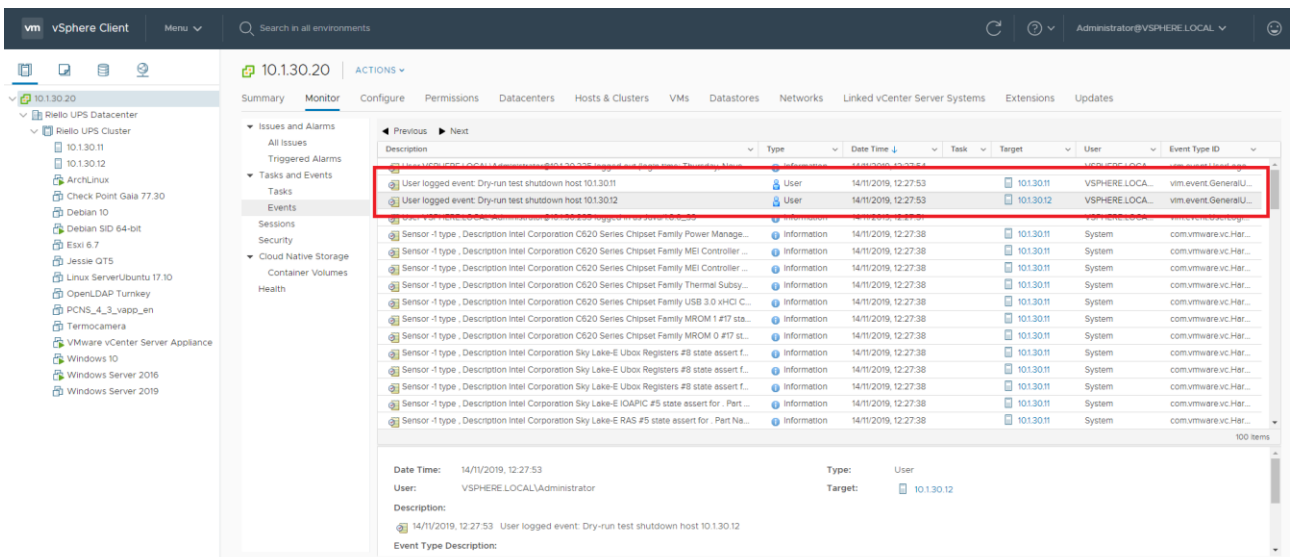 vm vSphere Client Menu Search in all environments Administrator@VSPHERE.LOCAL
10.1.30.20 ACTIONS
Summary Monitor Configure Permissions Datacenters Hosts & Clusters VMs Datastores Networks Linked vCenter Server Systems Extensions Updates
10.1.30.20
Riello UPS Datacenter
Riello UPS Cluster
10.1.30.11
10.1.30.12
ArchLinux
Check Point Gaia 77.30
Debian 10
Debian SID 64-bit
Esxi 6.7
Jessie QT5
Linux ServerUbuntu 17.10
OpenLDAP Turnkey
PCNS_4_3_vapp_en
Termocamera
VMware vCenter Server Appliance
Windows 10
Windows Server 2016
Windows Server 2019
Issues and Alarms
All Issues
Triggered Alarms
Tasks and Events
Tasks
Events
Sessions
Security
Cloud Native Storage
Container Volumes
Health
Previous Next
Description Type Date Time Task Target User Event Type ID
User logged event: Dry-run test shutdown host 10.1.30.11 User 14/11/2019, 12:27:53 10.1.30.11 VSPHERE.LOCA... vim.event.GeneralU...
User logged event: Dry-run test shutdown host 10.1.30.12 User 14/11/2019, 12:27:53 10.1.30.12 VSPHERE.LOCA... vim.event.GeneralU...
Sensor -1 type , Description Intel Corporation C620 Series Chipset Family Power Manage... Information 14/11/2019, 12:27:38 10.1.30.11 System com.vmware.vc.Har...
Sensor -1 type , Description Intel Corporation C620 Series Chipset Family MEI Controller ... Information 14/11/2019, 12:27:38 10.1.30.11 System com.vmware.vc.Har...
Sensor -1 type , Description Intel Corporation C620 Series Chipset Family MEI Controller ... Information 14/11/2019, 12:27:38 10.1.30.11 System com.vmware.vc.Har...
Sensor -1 type , Description Intel Corporation C620 Series Chipset Family Thermal Subsy... Information 14/11/2019, 12:27:38 10.1.30.11 System com.vmware.vc.Har...
Sensor -1 type , Description Intel Corporation C620 Series Chipset Family USB 3.0 xHCI C... Information 14/11/2019, 12:27:38 10.1.30.11 System com.vmware.vc.Har...
Sensor -1 type , Description Intel Corporation C620 Series Chipset Family MROM 1 #17 sta... Information 14/11/2019, 12:27:38 10.1.30.11 System com.vmware.vc.Har...
Sensor -1 type , Description Intel Corporation C620 Series Chipset Family MROM 0 #17 st... Information 14/11/2019, 12:27:38 10.1.30.11 System com.vmware.vc.Har...
Sensor -1 type , Description Intel Corporation Sky Lake-E Ubox Registers #8 state assert f... Information 14/11/2019, 12:27:38 10.1.30.11 System com.vmware.vc.Har...
Sensor -1 type , Description Intel Corporation Sky Lake-E Ubox Registers #8 state assert f... Information 14/11/2019, 12:27:38 10.1.30.11 System com.vmware.vc.Har...
Sensor -1 type , Description Intel Corporation Sky Lake-E Ubox Registers #8 state assert f... Information 14/11/2019, 12:27:38 10.1.30.11 System com.vmware.vc.Har...
Sensor -1 type , Description Intel Corporation Sky Lake-E IOAPIC #5 state assert for . Part ... Information 14/11/2019, 12:27:38 10.1.30.11 System com.vmware.vc.Har...
Sensor -1 type , Description Intel Corporation Sky Lake-E RAS #5 state assert for . Part Na... Information 14/11/2019, 12:27:38 10.1.30.11 System com.vmware.vc.Har...
100 items
Date Time: 14/11/2019, 12:27:53 Type: User
User: VSPHERE.LOCAL\Administrator Target: 10.1.30.12
Description:
14/11/2019, 12:27:53 User logged event: Dry-run test shutdown host 10.1.30.12
Event Type Description: